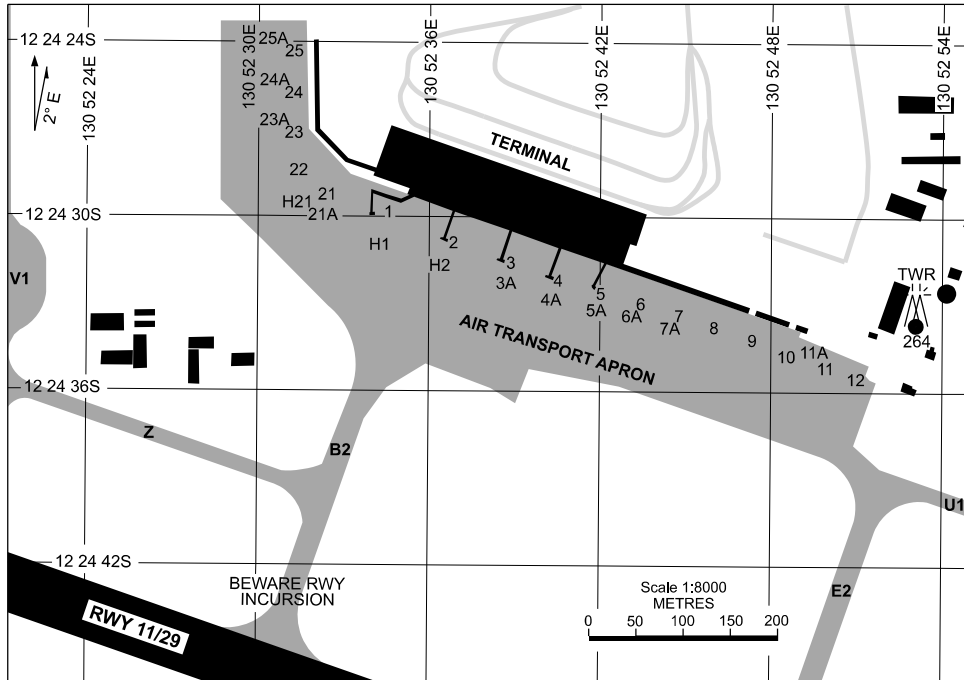 12 24 24S
130 52 24E
130 52 30E
130 52 36E
130 52 42E
130 52 48E
130 52 54E
2° E
25A
25
24A
24
23A
23
22
21
H21
21A
TERMINAL
12 24 30S
1
H1
2
H2
3
3A
4
4A
5
5A
6
6A
7
7A
8
9
10
11A
11
12
TWR
264
V1
AIR TRANSPORT APRON
12 24 36S
Z
B2
U1
12 24 42S
BEWARE RWY
INCURSION
E2
RWY 11/29
Scale 1:8000
METRES
0 50 100 150 200